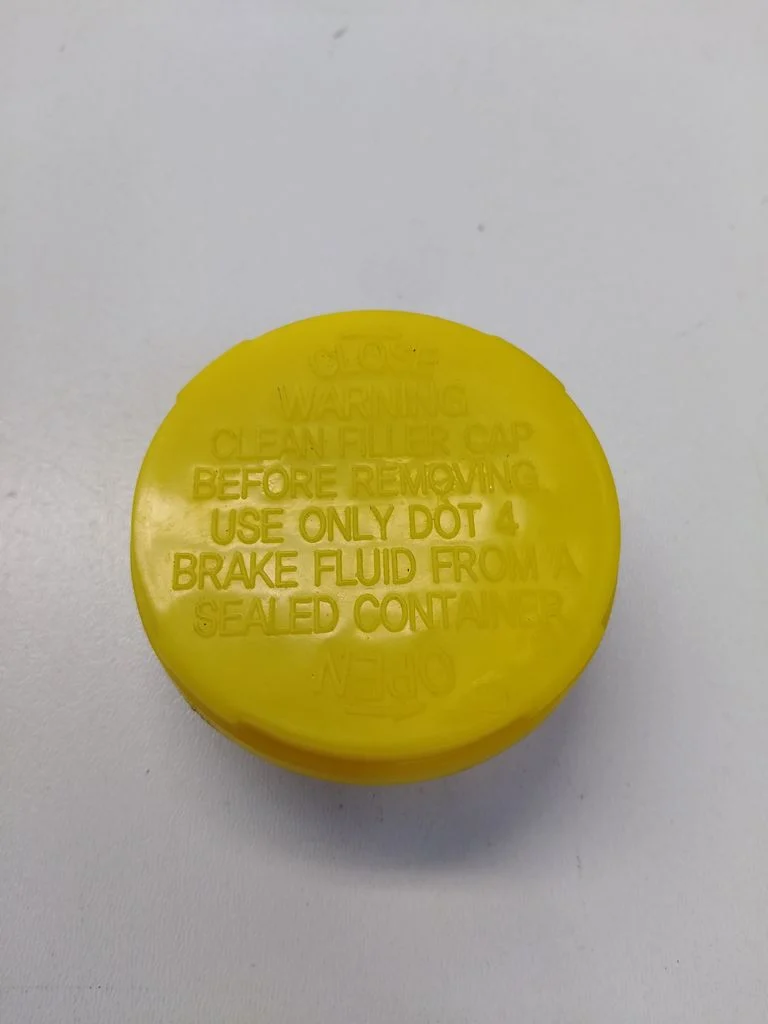 CLOSE
WARNING
CLEAN FILLER CAP
BEFORE REMOVING
USE ONLY DOT 4
BRAKE FLUID FROM A
SEALED CONTAINER
OPEN